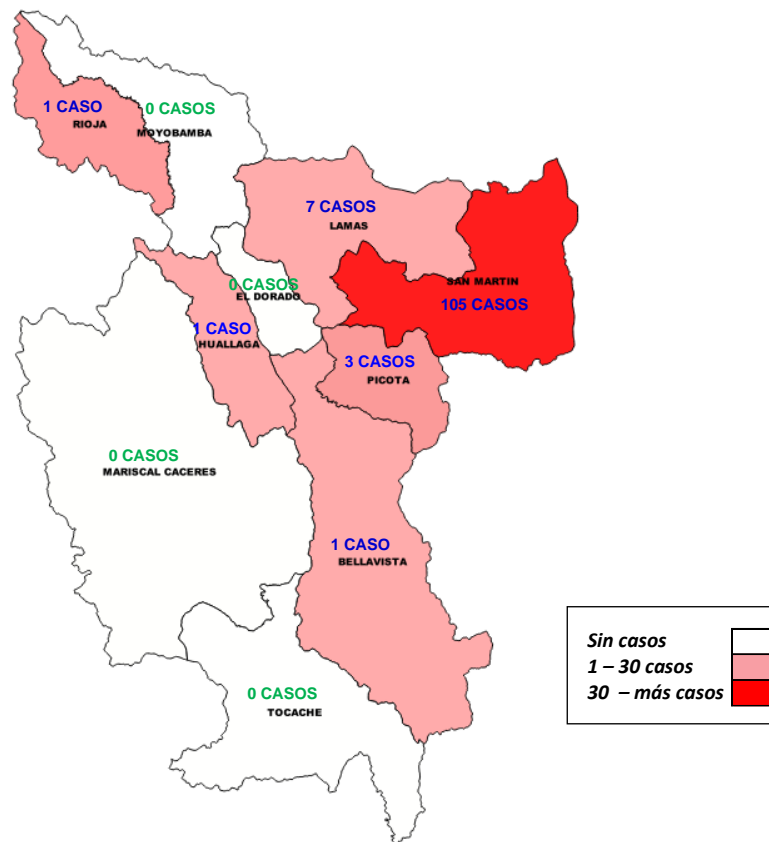 1 CASO
RIOJA
0 CASOS
MOYOBAMBA
7 CASOS
LAMAS
SAN MARTIN
105 CASOS
0 CASOS
EL DORADO
1 CASO
HUALLAGA
3 CASOS
PICOTA
0 CASOS
MARISCAL CACERES
1 CASO
BELLAVISTA
0 CASOS
TOCACHE
Sin casos
1 – 30 casos
30 – más casos